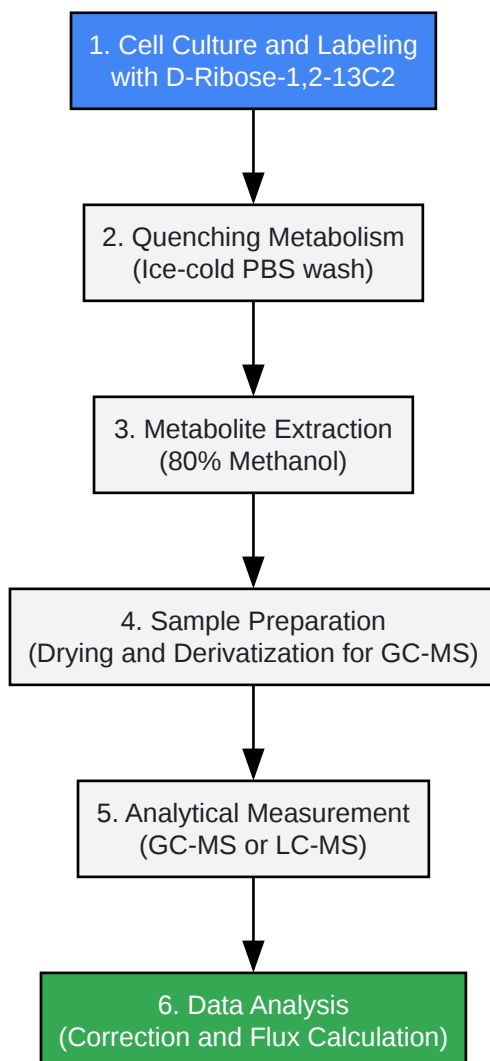 1. Cell Culture and Labeling
with D-Ribose-1,2-13C2
2. Quenching Metabolism
(Ice-cold PBS wash)
3. Metabolite Extraction
(80% Methanol)
4. Sample Preparation
(Drying and Derivatization for GC-MS)
5. Analytical Measurement
(GC-MS or LC-MS)
6. Data Analysis
(Correction and Flux Calculation)